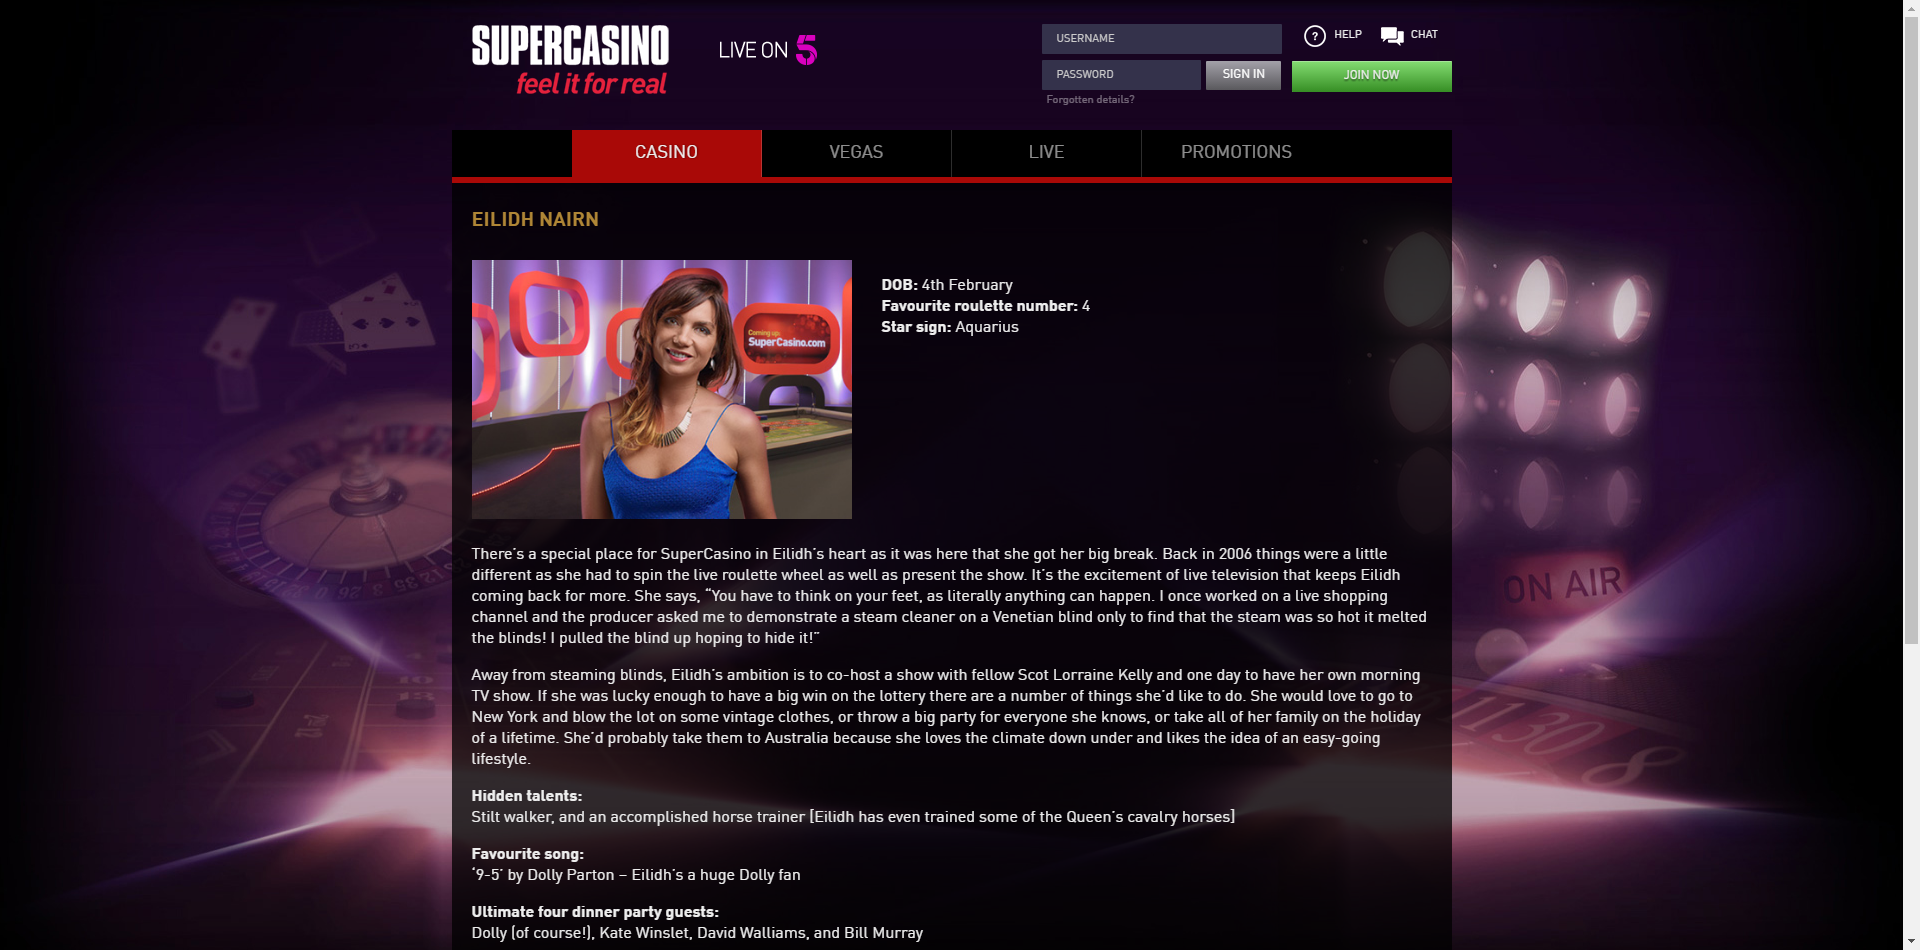 SUPERCASINO
feel it for real
LIVE ON 5
USERNAME
PASSWORD
SIGN IN
Forgotten details?
? HELP
CHAT
JOIN NOW
CASINO
VEGAS
LIVE
PROMOTIONS
EILIDH NAIRN
Coming up:
SuperCasino.com
DOB: 4th February
Favourite roulette number: 4
Star sign: Aquarius
There's a special place for SuperCasino in Eilidh's heart as it was here that she got her big break. Back in 2006 things were a little
different as she had to spin the live roulette wheel as well as present the show. It's the excitement of live television that keeps Eilidh
coming back for more. She says, “You have to think on your feet, as literally anything can happen. I once worked on a live shopping
channel and the producer asked me to demonstrate a steam cleaner on a Venetian blind only to find that the steam was so hot it melted
the blinds! I pulled the blind up hoping to hide it!”
Away from steaming blinds, Eilidh's ambition is to co-host a show with fellow Scot Lorraine Kelly and one day to have her own morning
TV show. If she was lucky enough to have a big win on the lottery there are a number of things she'd like to do. She would love to go to
New York and blow the lot on some vintage clothes, or throw a big party for everyone she knows, or take all of her family on the holiday
of a lifetime. She'd probably take them to Australia because she loves the climate down under and likes the idea of an easy-going
lifestyle.
Hidden talents:
Stilt walker, and an accomplished horse trainer [Eilidh has even trained some of the Queen's cavalry horses]
Favourite song:
‘9-5’ by Dolly Parton – Eilidh's a huge Dolly fan
Ultimate four dinner party guests:
Dolly (of course!), Kate Winslet, David Walliams, and Bill Murray
ON AIR